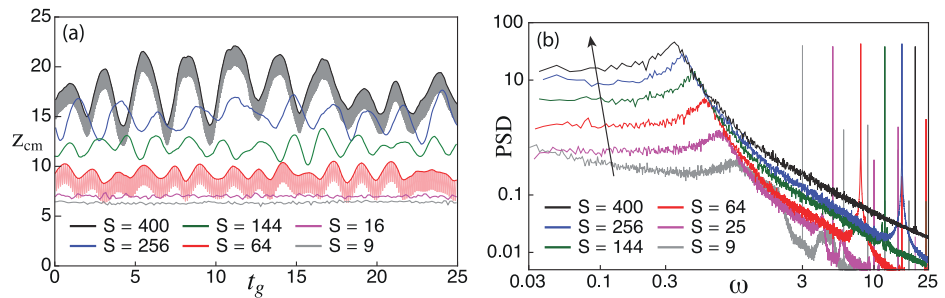 (a)
25
20
15
10
5
0
z_cm
0 5 10 15 20 25
t_g
S = 400 S = 144 S = 16
S = 256 S = 64 S = 9
(b)
PSD
10
0.1
0.01
0.03 0.1 0.3 3 10 25
ω
S = 400 S = 64
S = 256 S = 25
S = 144 S = 9